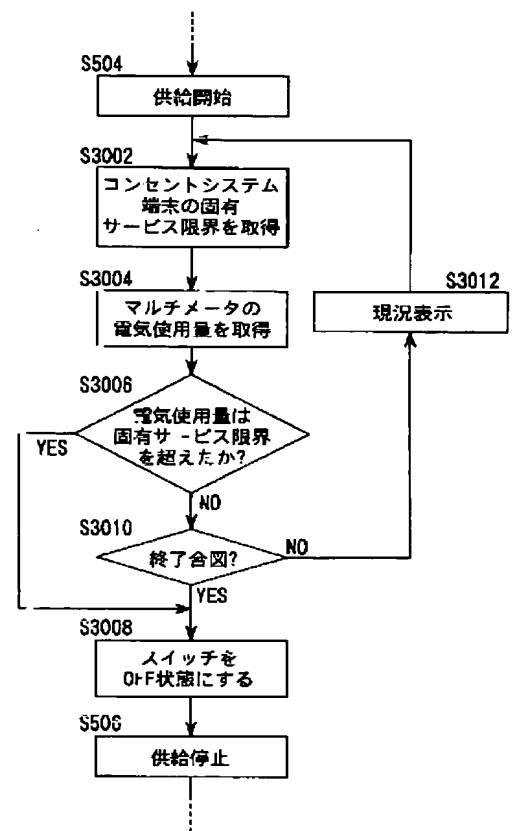 S504
供給開始
S3002
コンセントシステム
端末の固有
サービス限界を取得
S3004
マルチメータの
電気使用量を取得
S3012
現況表示
S3006
電気使用量は
固有サービス限界
を超えたか?
YES
NO
S3010
終了合図?
NO
YES
S3008
スイッチを
OFF状態にする
S506
供給停止